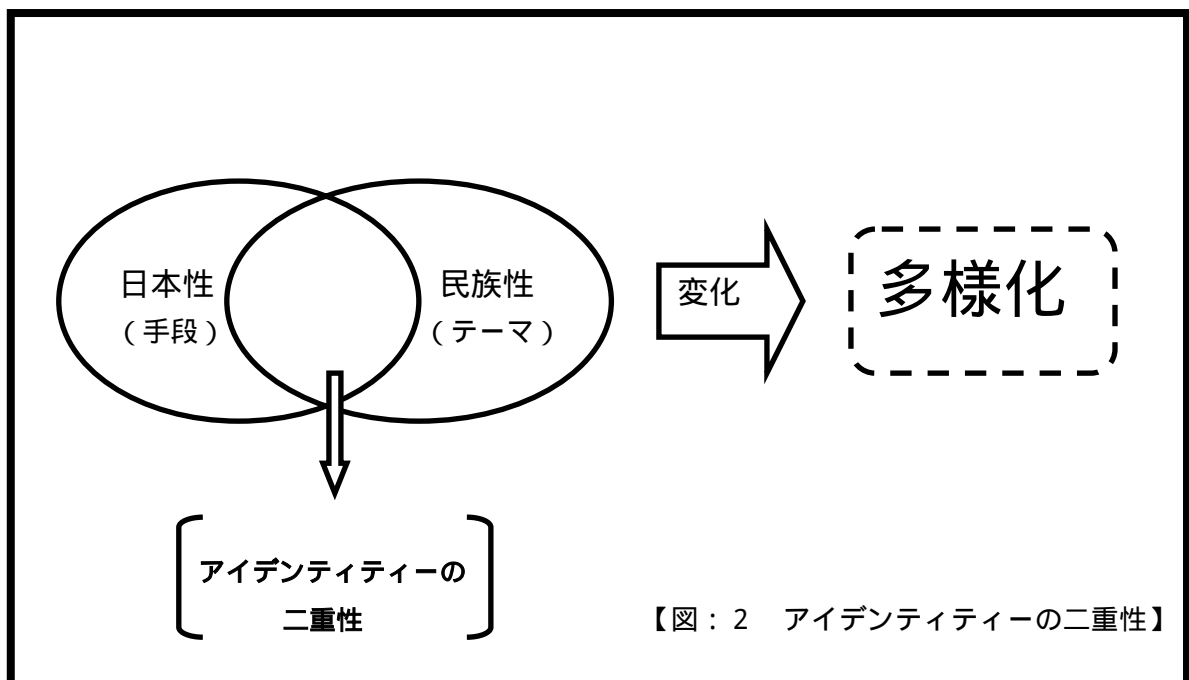 日本性
（手段）
民族性
（テーマ）
変化
多様化
アイデンティティーの
二重性
【図：２　アイデンティティーの二重性】